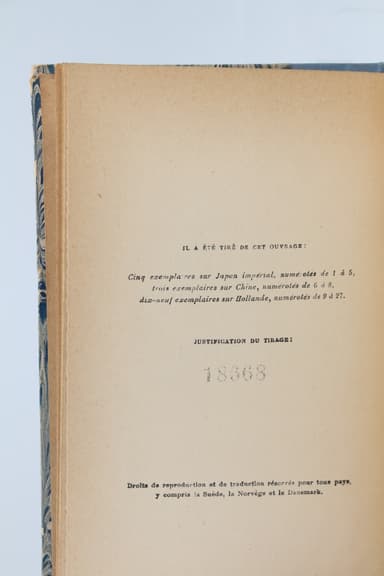 IL A ÉTÉ TIRÉ DE CET OUVRAGE:
Cinq exemplaires sur Japon impérial, numérotés de 1 à 5,
trois exemplaires sur Chine, numérotés de 6 à 8,
dix-neuf exemplaires sur Hollande, numérotés de 9 à 27.
JUSTIFICATION DU TIRAGE:
18568
Droits de reproduction et de traduction réservés pour tous pays,
y compris la Suède, la Norvège et le Danemark.